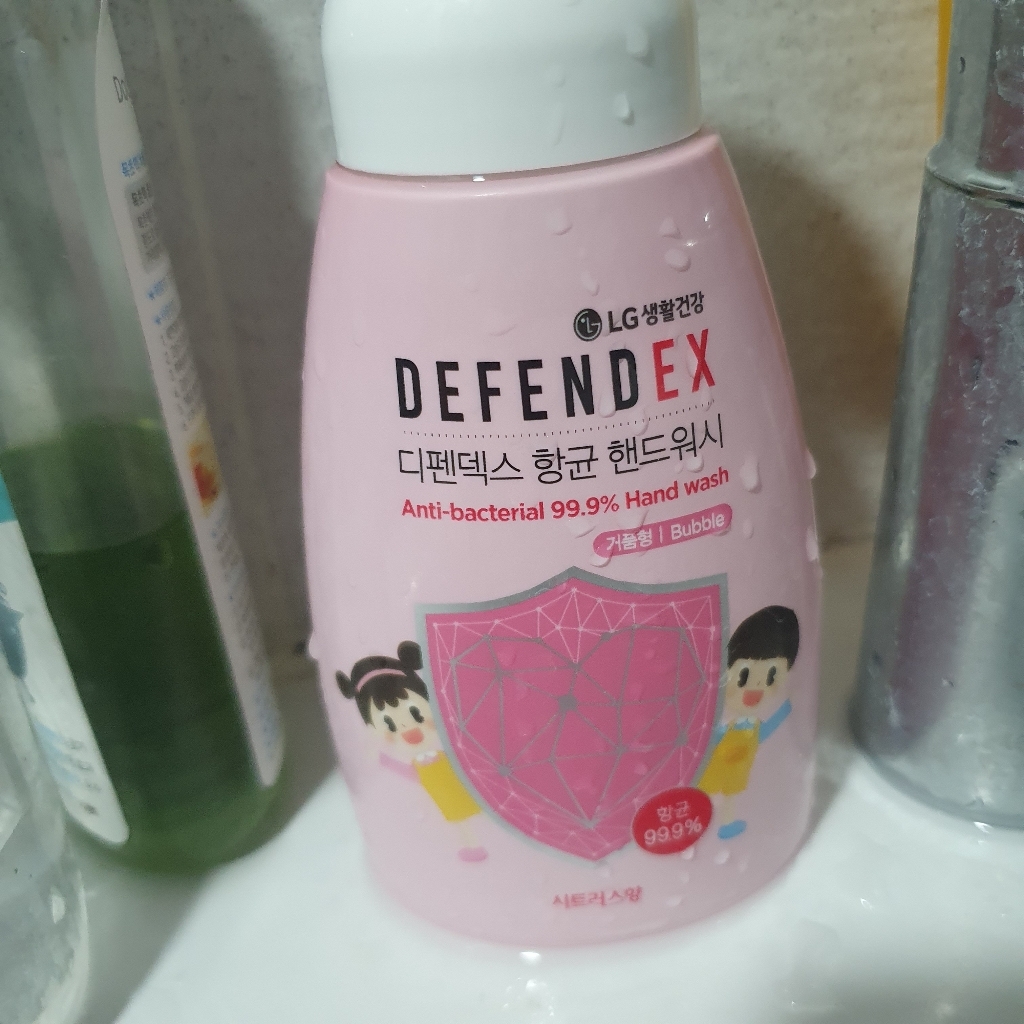 LG생활건강
DEFENDEX
디펜덱스 항균 핸드워시
Anti-bacterial 99.9% Hand wash
거품형 | Bubble
항균
99.9%
시트러스향